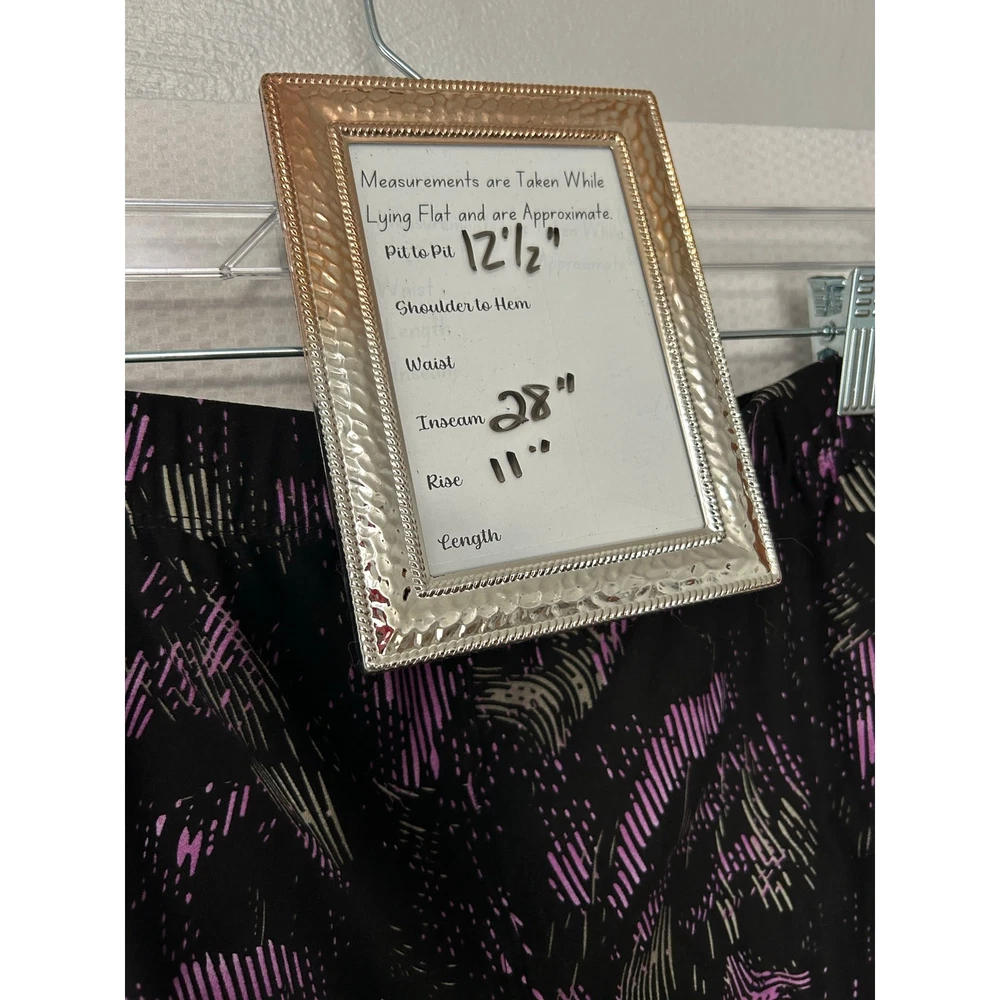 Measurements are Taken While
Lying Flat and are Approximate.
Pit to Pit 12 1/2"
Shoulder to Hem
Waist
Inseam 28"
Rise 11"
Length